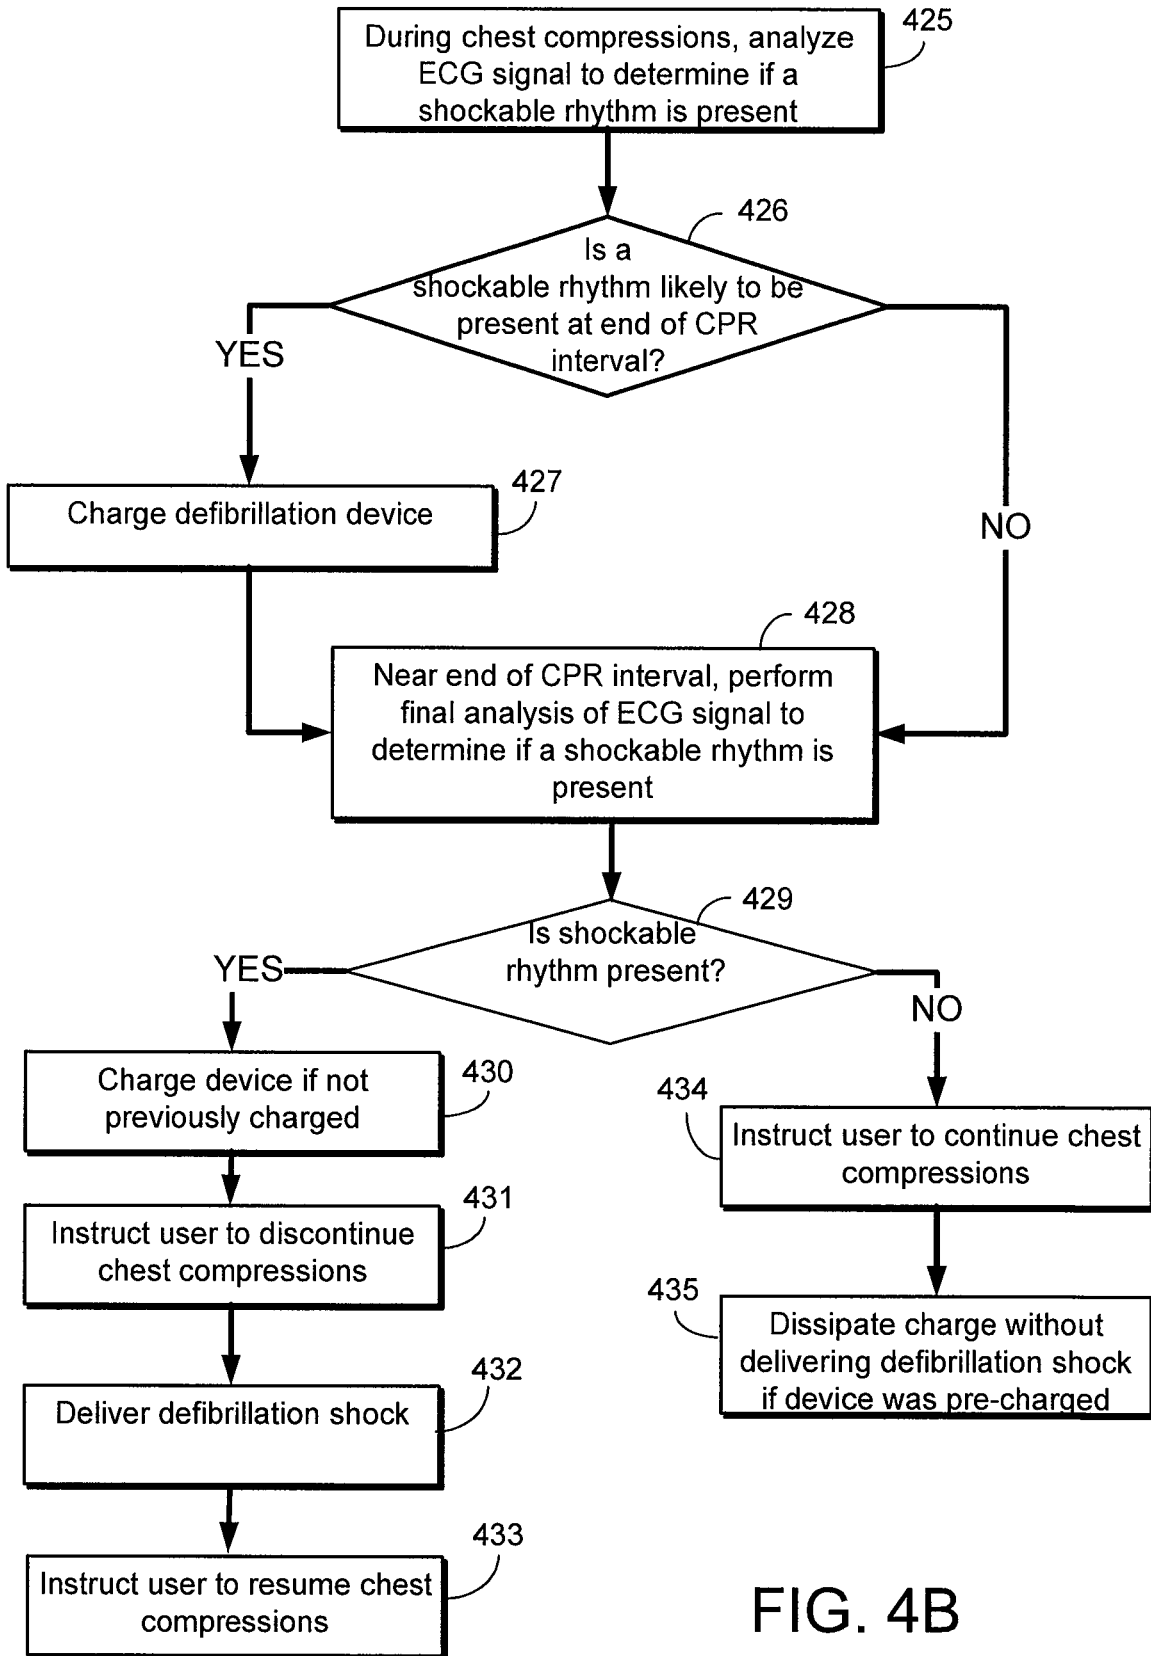 During chest compressions, analyze
ECG signal to determine if a
shockable rhythm is present
425
426
Is a
shockable rhythm likely to be
present at end of CPR
interval?
YES
NO
427
Charge defibrillation device
428
Near end of CPR interval, perform
final analysis of ECG signal to
determine if a shockable rhythm is
present
429
Is shockable
rhythm present?
YES
NO
Charge device if not
previously charged
430
431
Instruct user to discontinue
chest compressions
432
Deliver defibrillation shock
433
Instruct user to resume chest
compressions
434
Instruct user to continue chest
compressions
435
Dissipate charge without
delivering defibrillation shock
if device was pre-charged
FIG. 4B